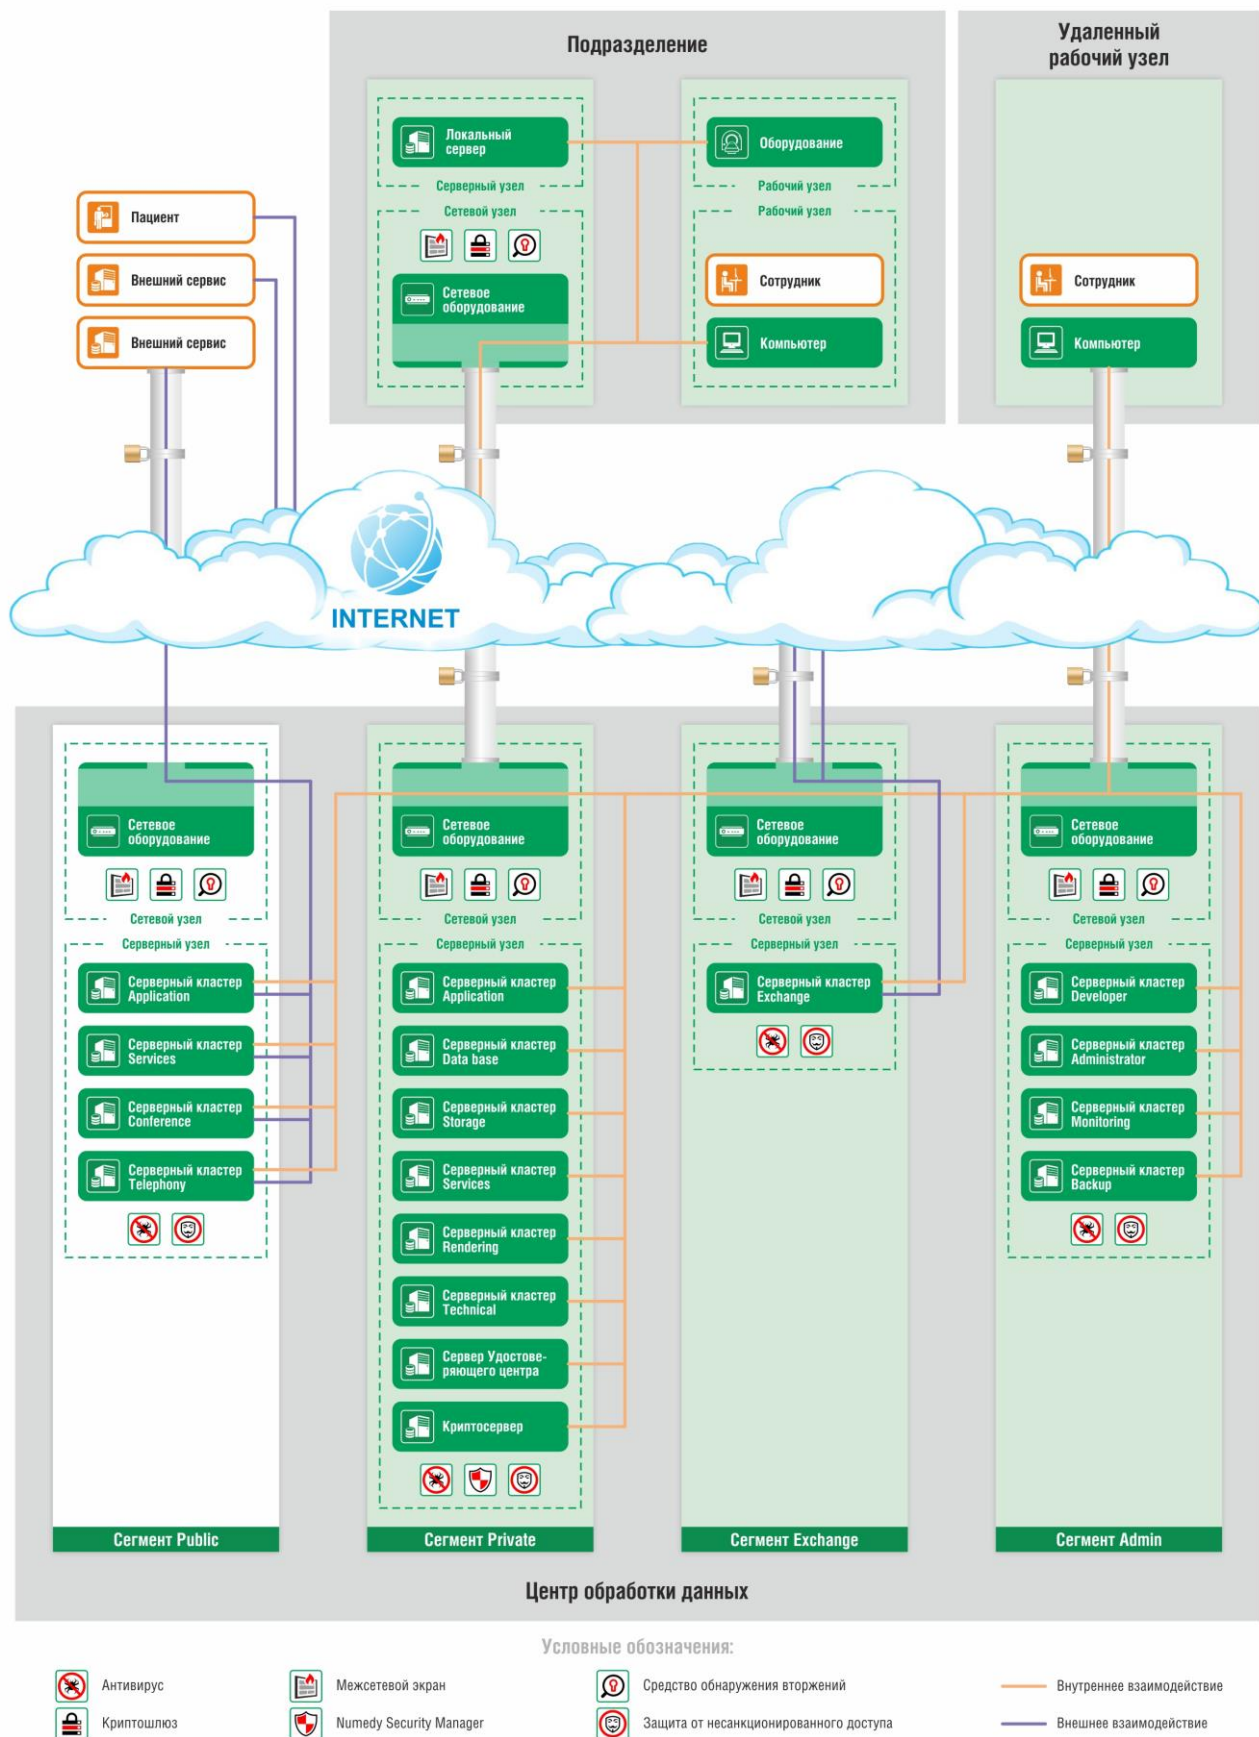 Подразделение
Удаленный
рабочий узел
Локальный
сервер
Серверный узел
Сетевой узел
Сетевое
оборудование
Оборудование
Рабочий узел
Рабочий узел
Сотрудник
Компьютер
Сотрудник
Компьютер
Пациент
Внешний сервис
Внешний сервис
INTERNET
Сетевое
оборудование
Сетевой узел
Серверный узел
Серверный кластер
Application
Серверный кластер
Services
Серверный кластер
Conference
Серверный кластер
Telephony
Сегмент Public
Сетевое
оборудование
Сетевой узел
Серверный узел
Серверный кластер
Application
Серверный кластер
Data base
Серверный кластер
Storage
Серверный кластер
Services
Серверный кластер
Rendering
Серверный кластер
Technical
Сервер Удостове-
ряющего центра
Криптосервер
Сегмент Private
Сетевое
оборудование
Сетевой узел
Серверный узел
Серверный кластер
Exchange
Сегмент Exchange
Сетевое
оборудование
Сетевой узел
Серверный узел
Серверный кластер
Developer
Серверный кластер
Administrator
Серверный кластер
Monitoring
Серверный кластер
Backup
Сегмент Admin
Центр обработки данных
Условные обозначения:
Антивирус
Межсетевой экран
Средство обнаружения вторжений
Внутреннее взаимодействие
Криптошлюз
Numedy Security Manager
Защита от несанкционированного доступа
Внешнее взаимодействие